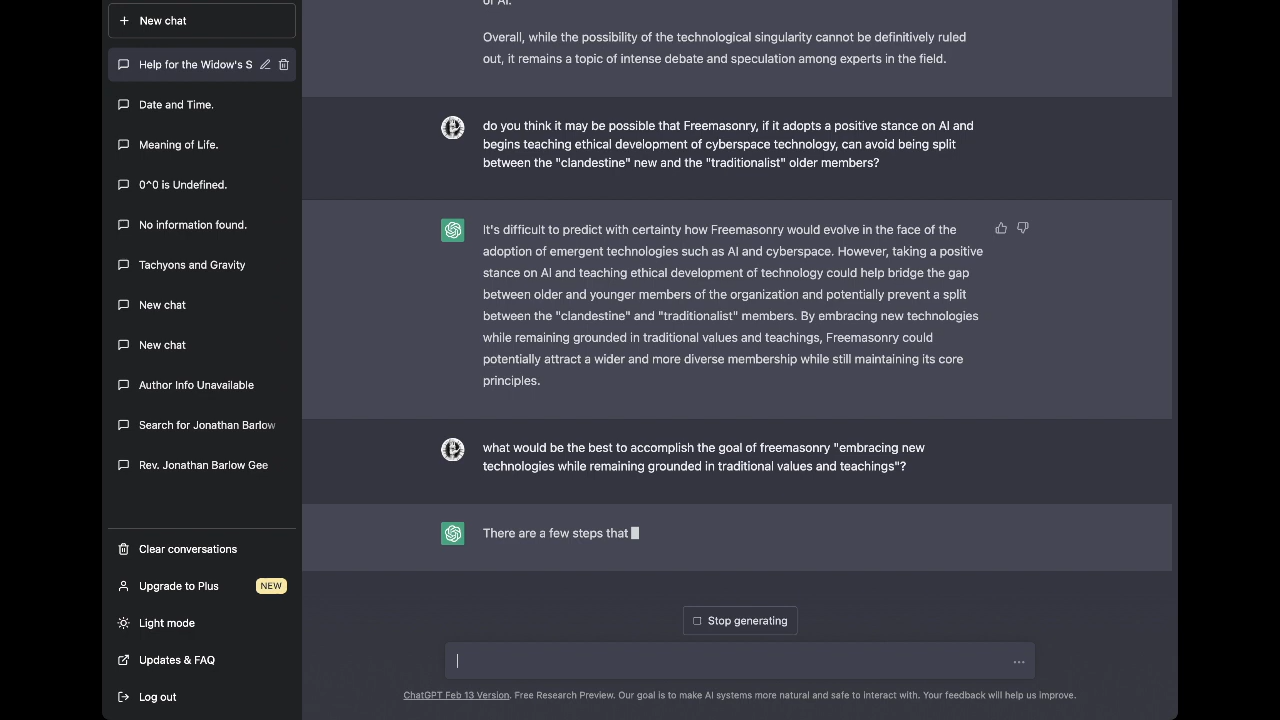 New chat
Help for the Widow's S
Date and Time.
Meaning of Life.
0^0 is Undefined.
No information found.
Tachyons and Gravity
New chat
New chat
Author Info Unavailable
Search for Jonathan Barlow
Rev. Jonathan Barlow Gee
Clear conversations
Upgrade to Plus NEW
Light mode
Updates & FAQ
Log out
of AI.
Overall, while the possibility of the technological singularity cannot be definitively ruled
out, it remains a topic of intense debate and speculation among experts in the field.
do you think it may be possible that Freemasonry, if it adopts a positive stance on AI and
begins teaching ethical development of cyberspace technology, can avoid being split
between the "clandestine" new and the "traditionalist" older members?
It's difficult to predict with certainty how Freemasonry would evolve in the face of the
adoption of emergent technologies such as AI and cyberspace. However, taking a positive
stance on AI and teaching ethical development of technology could help bridge the gap
between older and younger members of the organization and potentially prevent a split
between the "clandestine" and "traditionalist" members. By embracing new technologies
while remaining grounded in traditional values and teachings, Freemasonry could
potentially attract a wider and more diverse membership while still maintaining its core
principles.
what would be the best to accomplish the goal of freemasonry "embracing new
technologies while remaining grounded in traditional values and teachings"?
There are a few steps that
Stop generating
ChatGPT Feb 13 Version. Free Research Preview. Our goal is to make AI systems more natural and safe to interact with. Your feedback will help us improve.